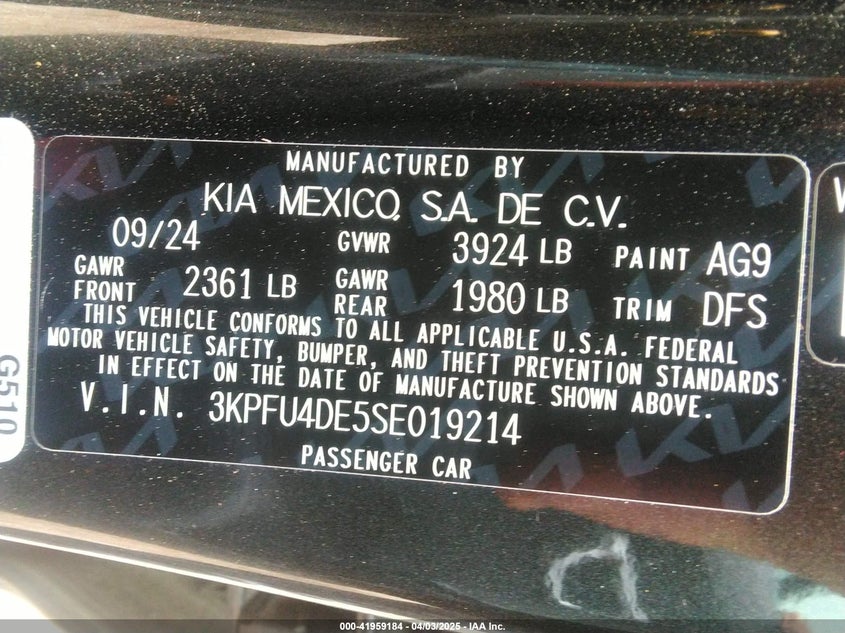 MANUFACTURED BY
KIA MEXICO, S.A. DE C.V.
09/24 GVWR 3924 LB PAINT AG9
GAWR FRONT 2361 LB GAWR REAR 1980 LB TRIM DFS
THIS VEHICLE CONFORMS TO ALL APPLICABLE U.S.A. FEDERAL
MOTOR VEHICLE SAFETY, BUMPER, AND THEFT PREVENTION STANDARDS
IN EFFECT ON THE DATE OF MANUFACTURE SHOWN ABOVE.
V.I.N. 3KPFU4DE5SE019214
PASSENGER CAR
G510
000-41959184 - 04/03/2025 - IAA Inc.